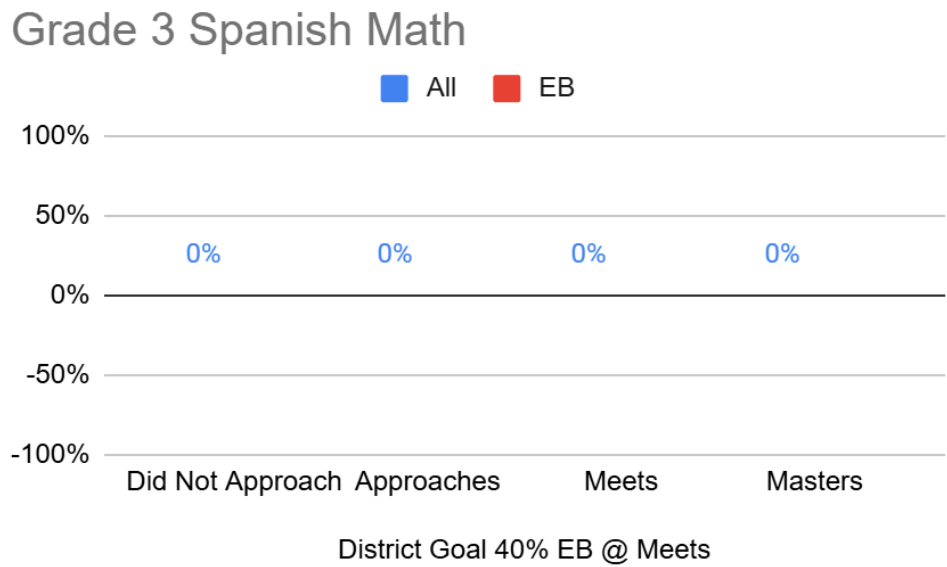 Grade 3 Spanish Math
All EB
100%
50%
0% 0% 0% 0%
0%
-50%
-100%
Did Not Approach Approaches Meets Masters
District Goal 40% EB @ Meets